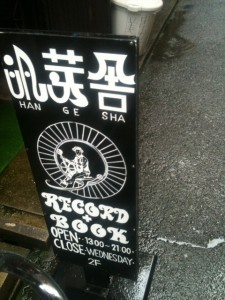 HAN GE SHA
RECORD
+
BOOK
OPEN: 13:00-21:00
CLOSE: WEDNESDAY
2F